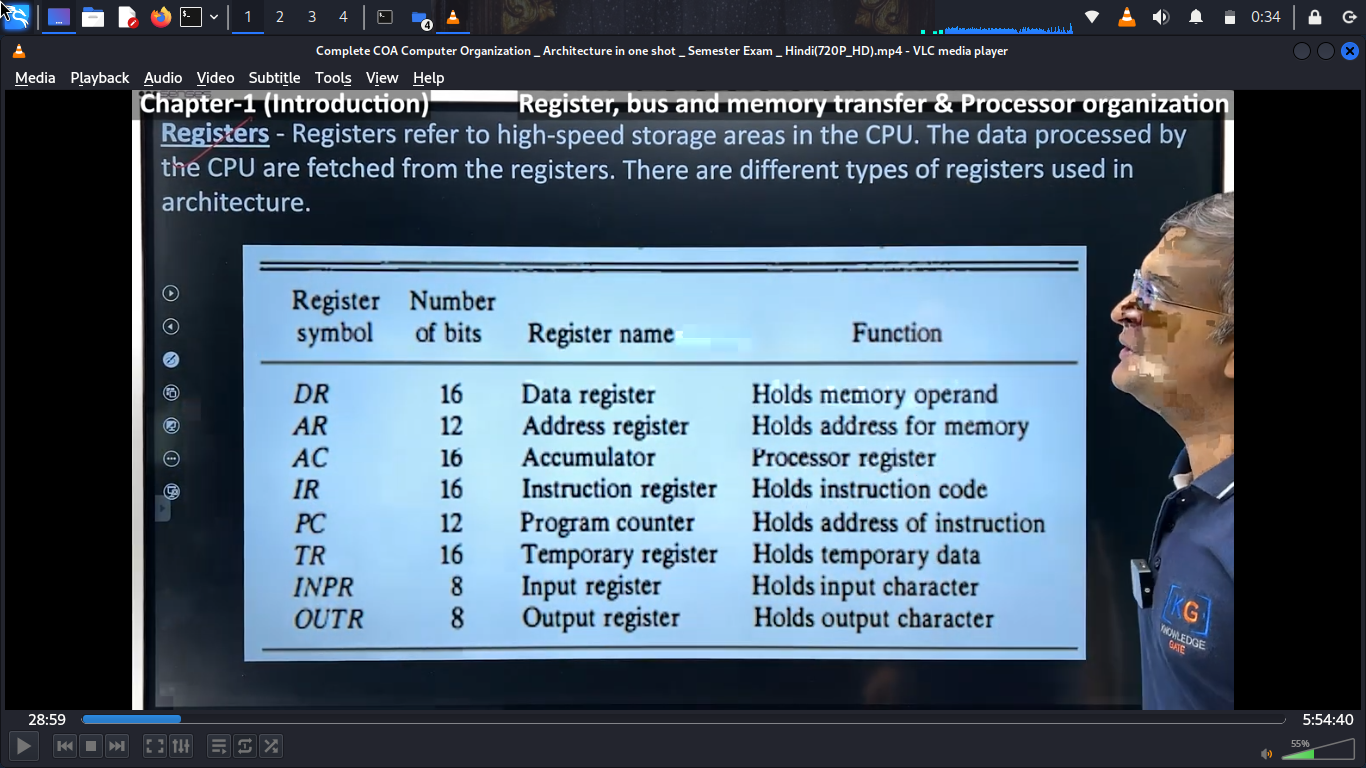 1 2 3 4
4
0:34
Complete COA Computer Organization _ Architecture in one shot _ Semester Exam _ Hindi(720P_HD).mp4 - VLC media player
Media Playback Audio Video Subtitle Tools View Help
Chapter-1 (Introduction) Register, bus and memory transfer & Processor organization
Registers - Registers refer to high-speed storage areas in the CPU. The data processed by
the CPU are fetched from the registers. There are different types of registers used in
architecture.
Register Number
symbol of bits Register name Function
DR 16 Data register Holds memory operand
AR 12 Address register Holds address for memory
AC 16 Accumulator Processor register
IR 16 Instruction register Holds instruction code
PC 12 Program counter Holds address of instruction
TR 16 Temporary register Holds temporary data
INPR 8 Input register Holds input character
OUTR 8 Output register Holds output character
KG
KNOWLEDGE
GATE
28:59 5:54:40
55%